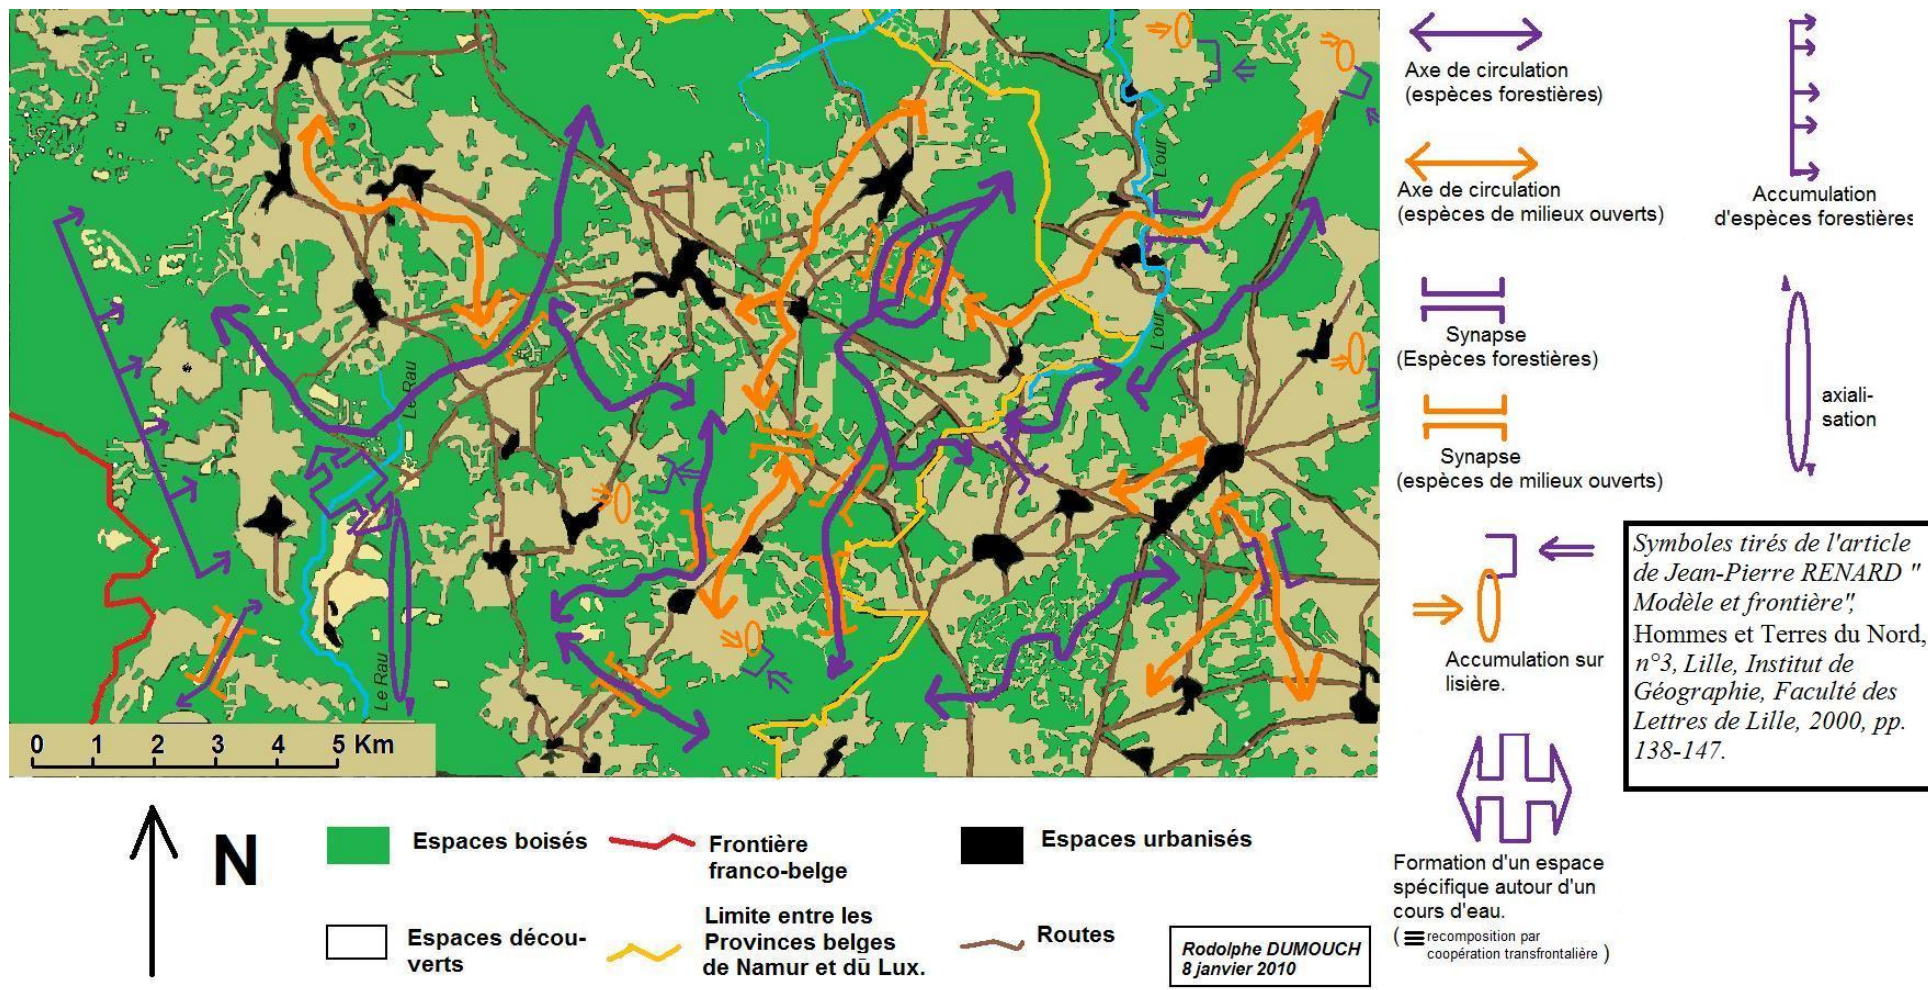 L'our
L'our
Le Rau
Le Rau
0 1 2 3 4 5 Km
N
Espaces boisés
Frontière
franco-belge
Espaces urbanisés
Espaces décou-
verts
Limite entre les
Provinces belges
de Namur et dū Lux.
Routes
Rodolphe DUMOUCH
8 janvier 2010
Axe de circulation
(espèces forestières)
Axe de circulation
(espèces de milieux ouverts)
Synapse
(Espèces forestières)
Synapse
(espèces de milieux ouverts)
Accumulation sur
lisière.
Formation d'un espace
spécifique autour d'un
cours d'eau.
( recomposition par
coopération transfrontalière )
Accumulation
d'espèces forestières
axiali-
sation
Symboles tirés de l'article
de Jean-Pierre RENARD "
Modèle et frontière",
Hommes et Terres du Nord,
n°3, Lille, Institut de
Géographie, Faculté des
Lettres de Lille, 2000, pp.
138-147.